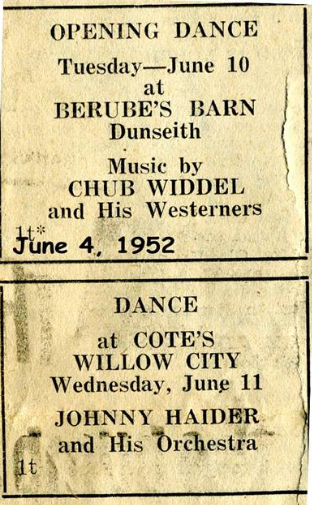 OPENING DANCE
Tuesday—June 10
at
BERUBE'S BARN
Dunseith
Music by
CHUB WIDDEL
and His Westerners
1t*
June 4, 1952
DANCE
at COTE'S
WILLOW CITY
Wednesday, June 11
JOHNNY HAIDER
and His Orchestra
1t